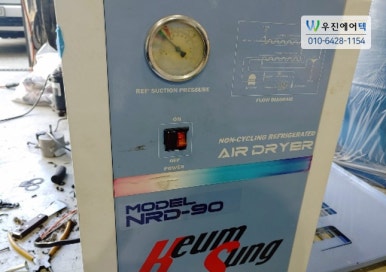 우진에어텍
010-6428-1154
REF' SUCTION PRESSURE
Flow Diagram
ON
OFF
POWER
NON-CYCLING REFRIGERATED
AIR DRYER
MODEL
NRD-90
Keum Sung